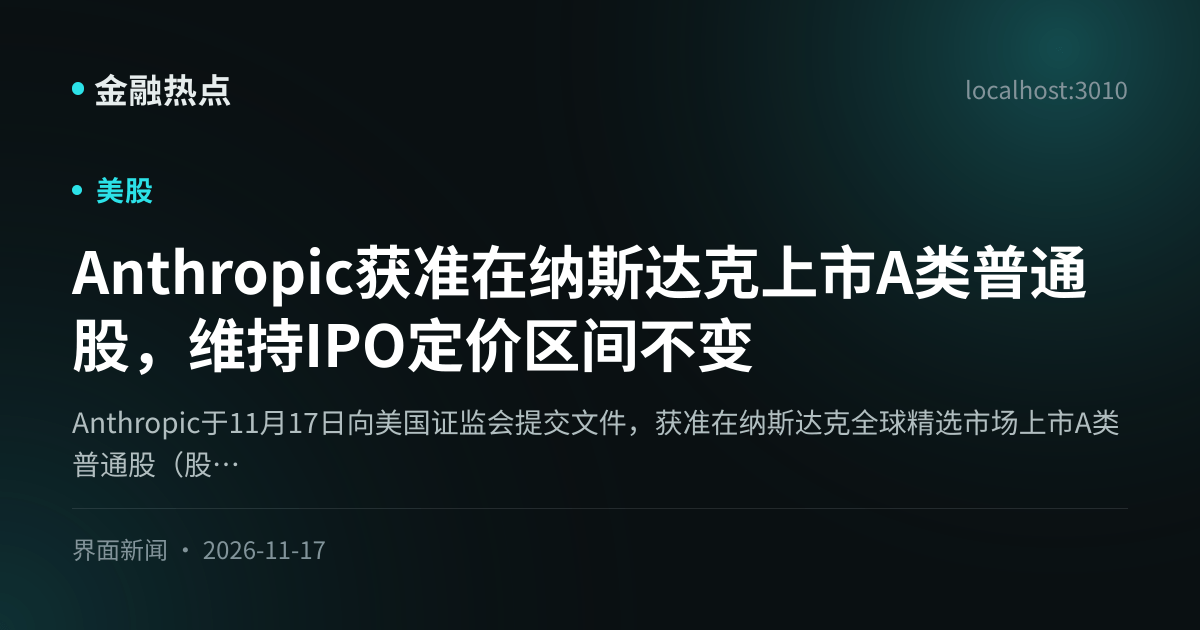 金融热点
localhost:3010
美股
Anthropic获准在纳斯达克上市A类普通
股，维持IPO定价区间不变
Anthropic于11月17日向美国证监会提交文件，获准在纳斯达克全球精选市场上市A类
普通股（股…
界面新闻 · 2026-11-17